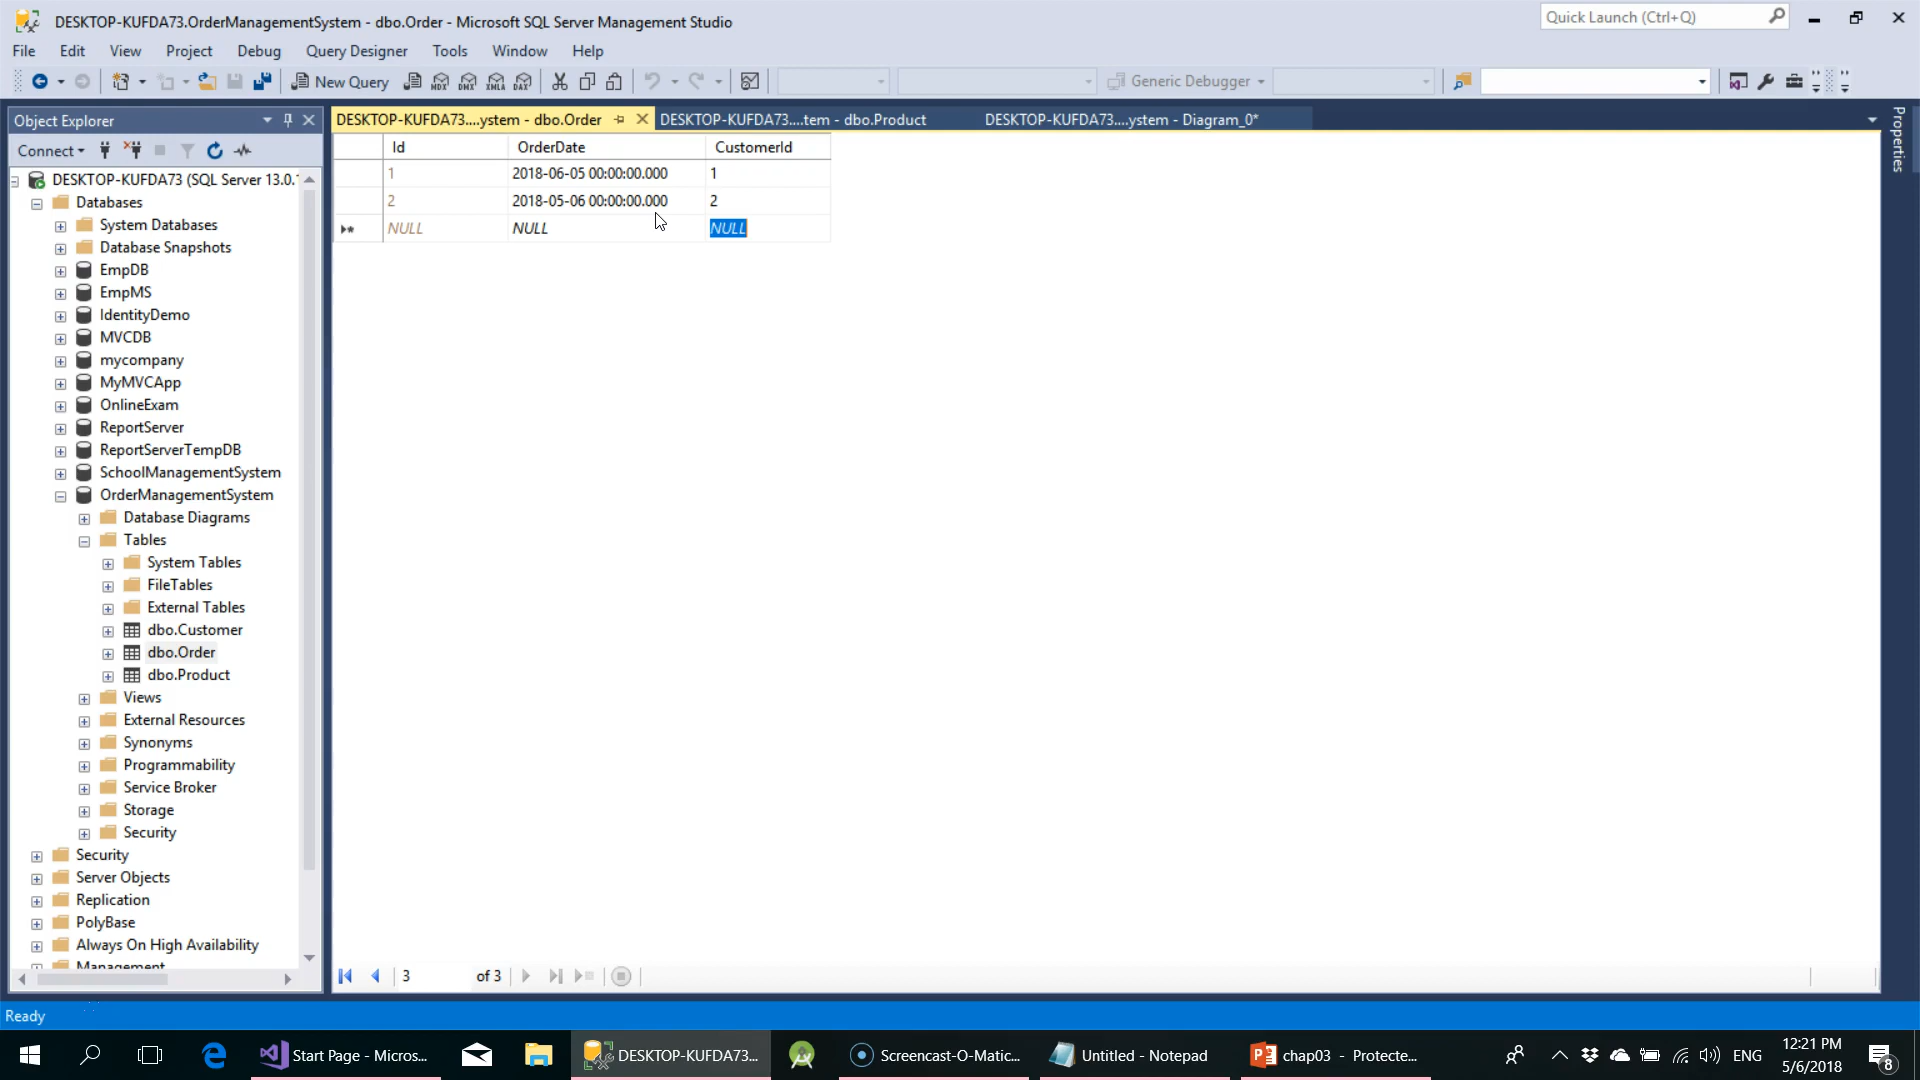 DESKTOP-KUFDA73.OrderManagementSystem - dbo.Order - Microsoft SQL Server Management Studio
Quick Launch (Ctrl+Q)
File Edit View Project Debug Query Designer Tools Window Help
New Query MDX DMX XMLA DAX Generic Debugger
Object Explorer
DESKTOP-KUFDA73....ystem - dbo.Order DESKTOP-KUFDA73....tem - dbo.Product DESKTOP-KUFDA73....ystem - Diagram_0*
Properties
Connect
Id OrderDate CustomerId
1 2018-06-05 00:00:00.000 1
2 2018-05-06 00:00:00.000 2
NULL NULL NULL
DESKTOP-KUFDA73 (SQL Server 13.0.1
Databases
System Databases
Database Snapshots
EmpDB
EmpMS
IdentityDemo
MVCDB
mycompany
MyMVCApp
OnlineExam
ReportServer
ReportServerTempDB
SchoolManagementSystem
OrderManagementSystem
Database Diagrams
Tables
System Tables
FileTables
External Tables
dbo.Customer
dbo.Order
dbo.Product
Views
External Resources
Synonyms
Programmability
Service Broker
Storage
Security
Security
Server Objects
Replication
PolyBase
Always On High Availability
Management
3 of 3
Ready
Start Page - Micros... DESKTOP-KUFDA73... Screencast-O-Matic... Untitled - Notepad chap03 - Protecte... ENG
12:21 PM
5/6/2018
8